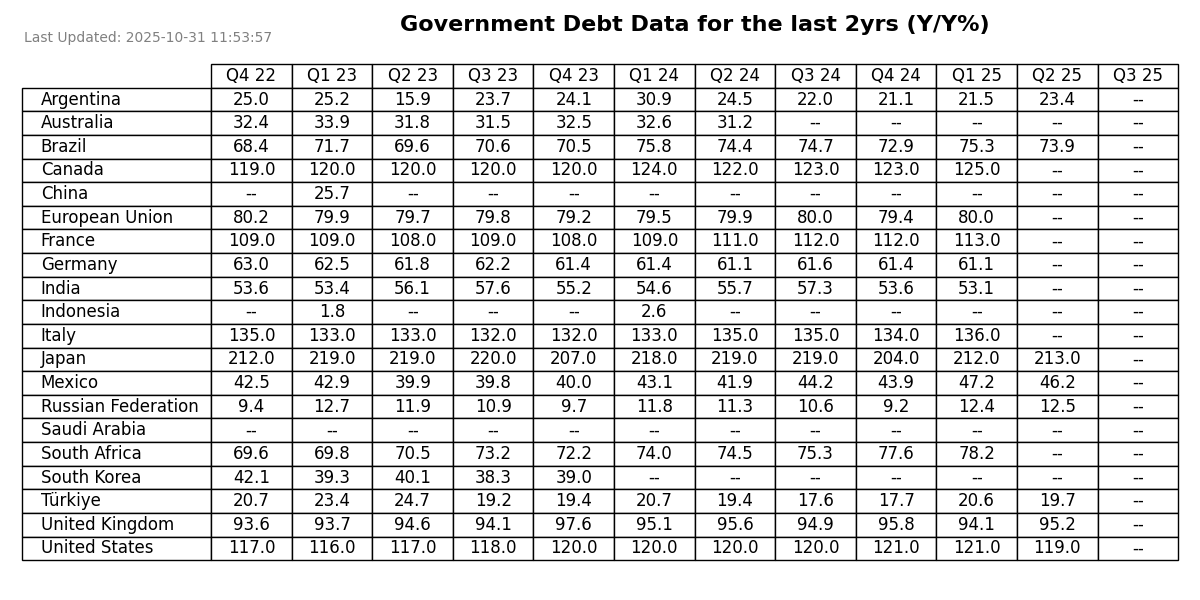 Government Debt Data for the last 2yrs (Y/Y%)
Last Updated: 2025-10-31 11:53:57
Q4 22 Q1 23 Q2 23 Q3 23 Q4 23 Q1 24 Q2 24 Q3 24 Q4 24 Q1 25 Q2 25 Q3 25
Argentina 25.0 25.2 15.9 23.7 24.1 30.9 24.5 22.0 21.1 21.5 23.4 --
Australia 32.4 33.9 31.8 31.5 32.5 32.6 31.2 -- -- -- -- --
Brazil 68.4 71.7 69.6 70.6 70.5 75.8 74.4 74.7 72.9 75.3 73.9 --
Canada 119.0 120.0 120.0 120.0 120.0 124.0 122.0 123.0 123.0 125.0 -- --
China -- 25.7 -- -- -- -- -- -- -- -- -- --
European Union 80.2 79.9 79.7 79.8 79.2 79.5 79.9 80.0 79.4 80.0 -- --
France 109.0 109.0 108.0 109.0 108.0 109.0 111.0 112.0 112.0 113.0 -- --
Germany 63.0 62.5 61.8 62.2 61.4 61.4 61.1 61.6 61.4 61.1 -- --
India 53.6 53.4 56.1 57.6 55.2 54.6 55.7 57.3 53.6 53.1 -- --
Indonesia -- 1.8 -- -- -- 2.6 -- -- -- -- -- --
Italy 135.0 133.0 133.0 132.0 132.0 133.0 135.0 135.0 134.0 136.0 -- --
Japan 212.0 219.0 219.0 220.0 207.0 218.0 219.0 219.0 204.0 212.0 213.0 --
Mexico 42.5 42.9 39.9 39.8 40.0 43.1 41.9 44.2 43.9 47.2 46.2 --
Russian Federation 9.4 12.7 11.9 10.9 9.7 11.8 11.3 10.6 9.2 12.4 12.5 --
Saudi Arabia -- -- -- -- -- -- -- -- -- -- -- --
South Africa 69.6 69.8 70.5 73.2 72.2 74.0 74.5 75.3 77.6 78.2 -- --
South Korea 42.1 39.3 40.1 38.3 39.0 -- -- -- -- -- -- --
Türkiye 20.7 23.4 24.7 19.2 19.4 20.7 19.4 17.6 17.7 20.6 19.7 --
United Kingdom 93.6 93.7 94.6 94.1 97.6 95.1 95.6 94.9 95.8 94.1 95.2 --
United States 117.0 116.0 117.0 118.0 120.0 120.0 120.0 120.0 121.0 121.0 119.0 --